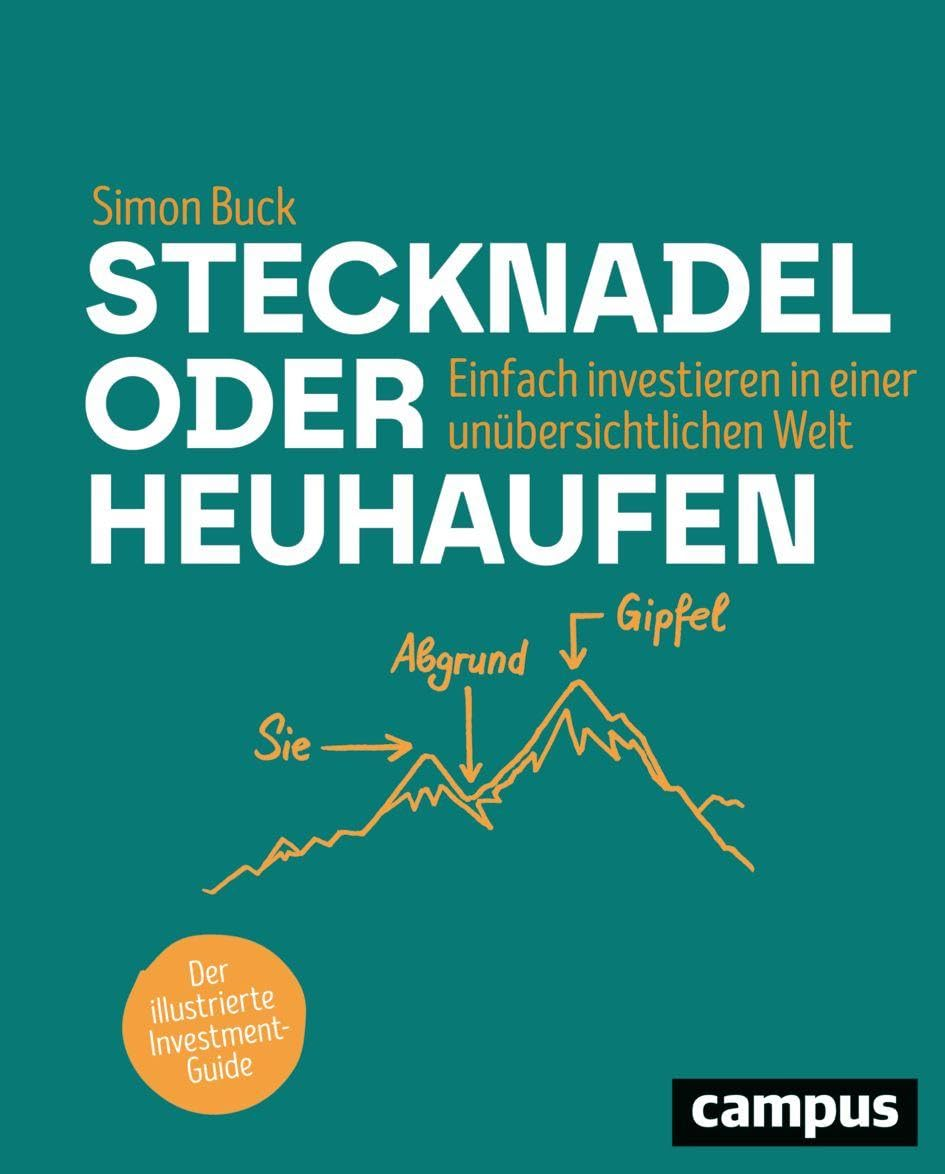 Simon Buck
STECKNADEL
ODER
Einfach investieren in einer
unübersichtlichen Welt
HEUHAUFEN
Gipfel
Abgrund
Sie
Der
illustrierte
Investment-
Guide
campus